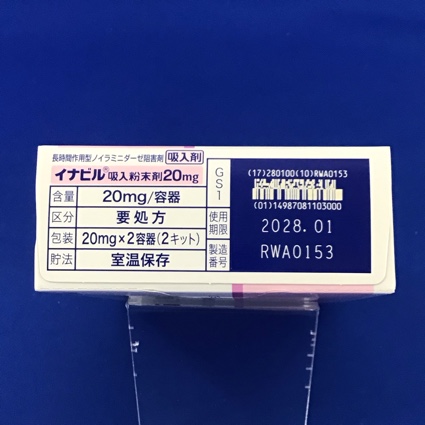 長時間作用型ノイラミニダーゼ阻害剤 吸入剤
イナビル® 吸入粉末剤20mg
含量 20mg/容器
区分 要処方
包装 20mg×2容器(2キット)
貯法 室温保存
GS1
(17)280100(10)RWA0153
(01)14987081103000
使用期限 2028.01
製造番号 RWA0153